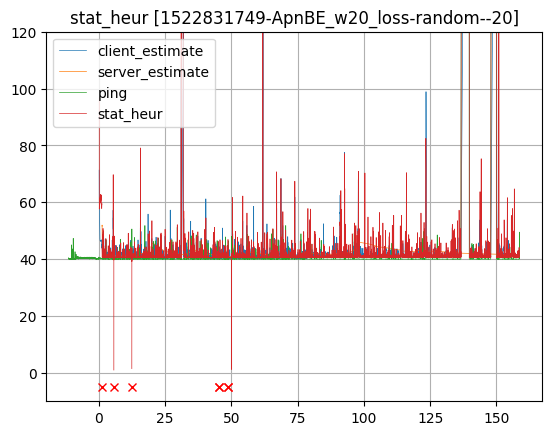 stat_heur [1522831749-ApnBE_w20_loss-random--20]
120
100
80
60
40
20
0
client_estimate
server_estimate
ping
stat_heur
0 25 50 75 100 125 150